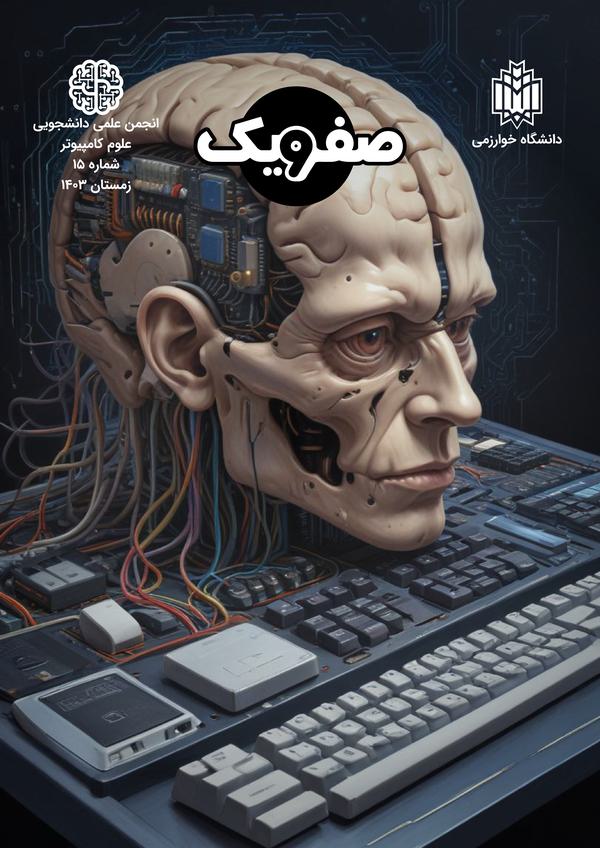 دانشگاه خوارزمی
صفرویک
انجمن علمی دانشجویی
علوم کامپیوتر
شماره ۱۵
زمستان ۱۴۰۳